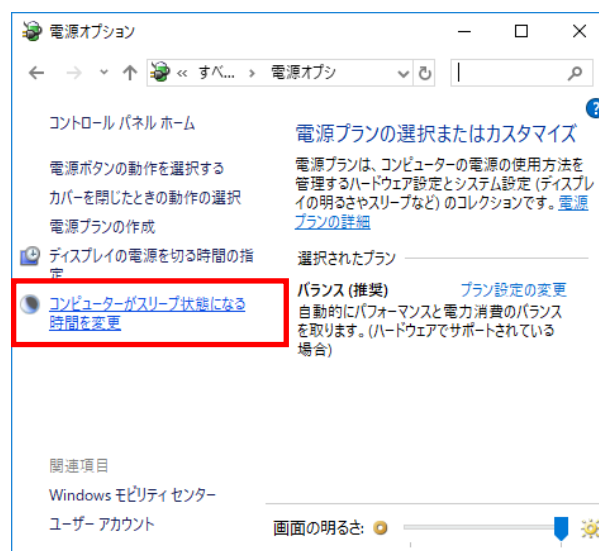 電源オプション
« すべ... › 電源オプシ
コントロール パネル ホーム
電源ボタンの動作を選択する
カバーを閉じたときの動作の選択
電源プランの作成
ディスプレイの電源を切る時間の指
定
コンピューターがスリープ状態になる
時間を変更
関連項目
Windows モビリティ センター
ユーザー アカウント
?
電源プランの選択またはカスタマイズ
電源プランは、コンピューターの電源の使用方法を
管理するハードウェア設定とシステム設定 (ディスプレ
イの明るさやスリープなど) のコレクションです。電源
プランの詳細
選択されたプラン
バランス (推奨) プラン設定の変更
自動的にパフォーマンスと電力消費のバランス
を取ります。(ハードウェアでサポートされている
場合)
画面の明るさ: